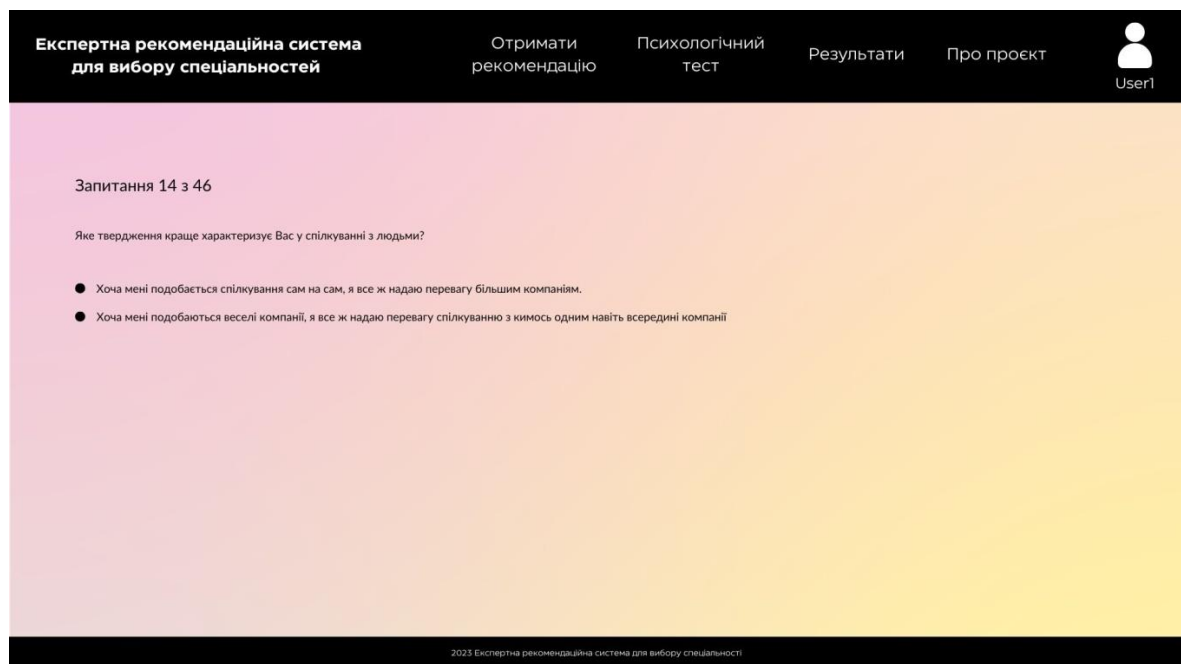 Експертна рекомендаційна система
для вибору спеціальностей
Отримати
рекомендацію
Психологічний
тест
Результати
Про проєкт
User1
Запитання 14 з 46
Яке твердження краще характеризує Вас у спілкуванні з людьми?
Хоча мені подобається спілкування сам на сам, я все ж надаю перевагу більшим компаніям.
Хоча мені подобаються веселі компанії, я все ж надаю перевагу спілкуванню з кимось одним навіть всередині компанії
2023 Експертна рекомендаційна система для вибору спеціальності